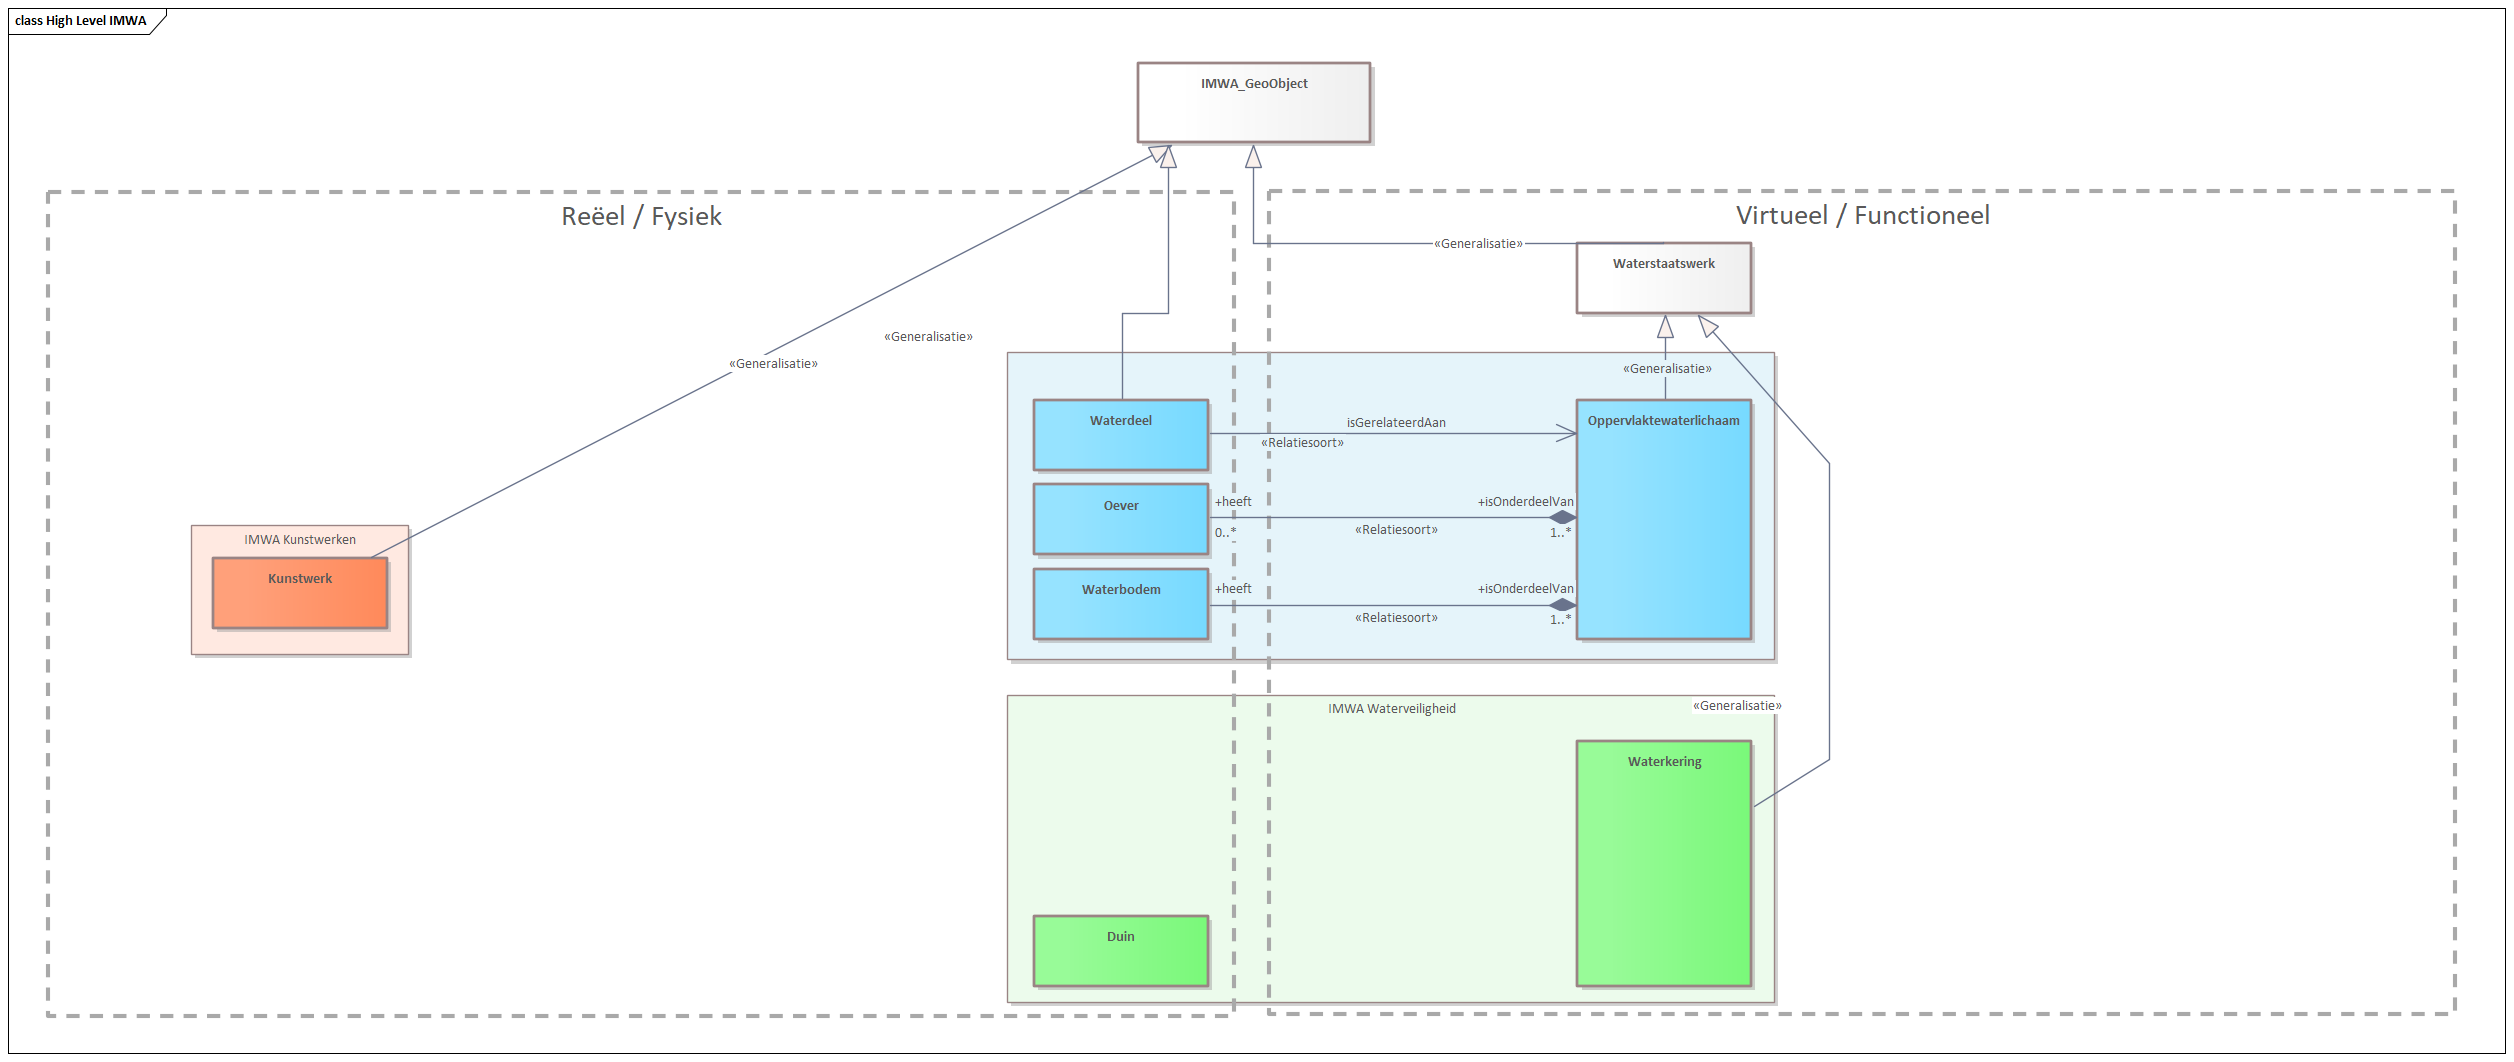 class High Level IMWA
IMWA_GeoObject
Reëel / Fysiek
Virtueel / Functioneel
«Generalisatie»
Waterstaatswerk
«Generalisatie»
«Generalisatie»
«Generalisatie»
Waterdeel
isGerelateerdAan
«Relatiesoort»
Oppervlaktewaterlichaam
Oever
+heeft
0..*
+isOnderdeelVan
1..*
«Relatiesoort»
IMWA Kunstwerken
Kunstwerk
Waterbodem
+heeft
+isOnderdeelVan
1..*
«Relatiesoort»
IMWA Waterveiligheid
«Generalisatie»
Waterkering
Duin